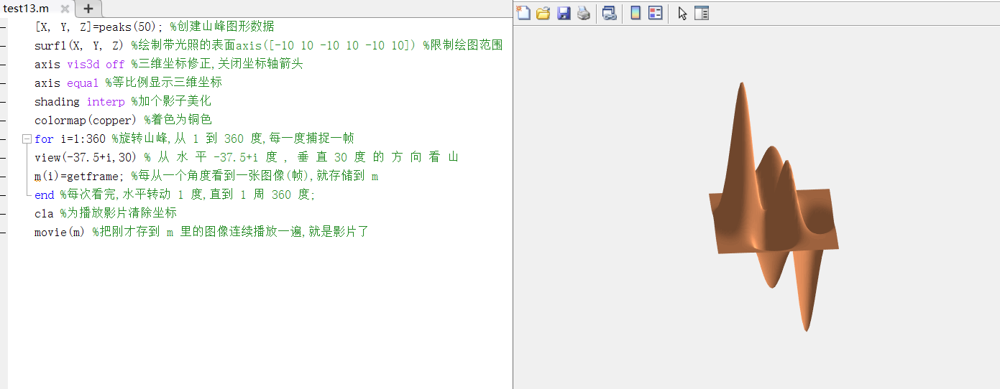 test13.m
[X, Y, Z]=peaks(50); %创建山峰图形数据
surfl(X, Y, Z) %绘制带光照的表面axis([-10 10 -10 10 -10 10]) %限制绘图范围
axis vis3d off %三维坐标修正,关闭坐标轴箭头
axis equal %等比例显示三维坐标
shading interp %加个影子美化
colormap(copper) %着色为铜色
for i=1:360 %旋转山峰,从 1 到 360 度,每一度捕捉一帧
view(-37.5+i,30) % 从 水 平 -37.5+i 度 , 垂 直 30 度 的 方 向 看 山
m(i)=getframe; %每从一个角度看到一张图像(帧),就存储到 m
end %每次看完,水平转动 1 度,直到 1 周 360 度;
cla %为播放影片清除坐标
movie(m) %把刚才存到 m 里的图像连续播放一遍,就是影片了